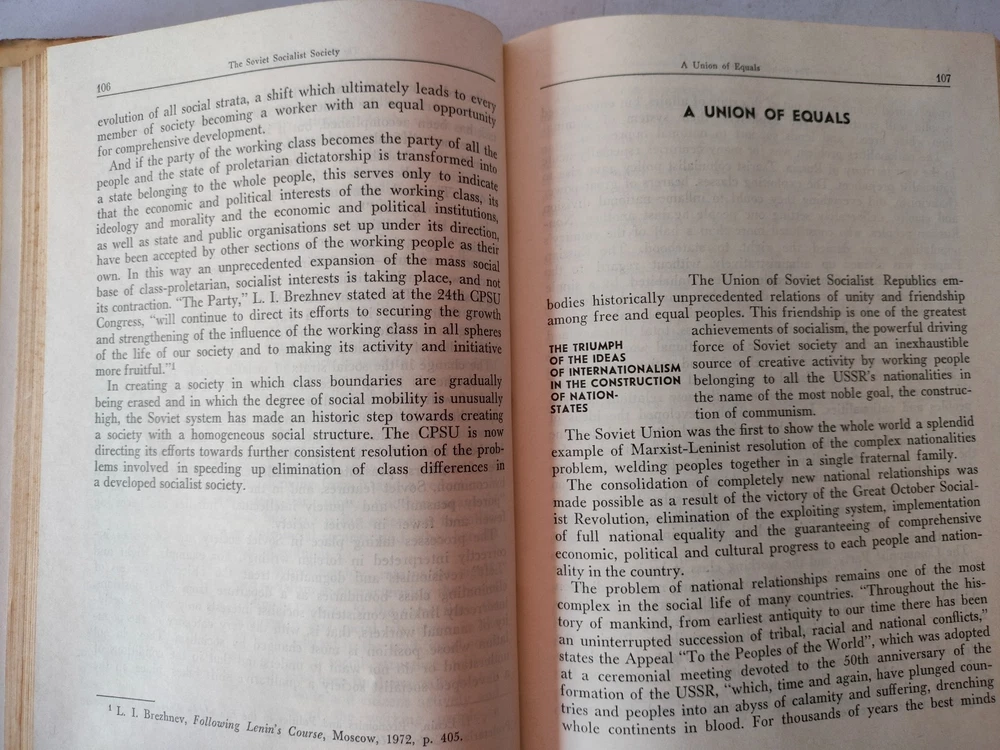 106
The Soviet Socialist Society
evolution of all social strata, a shift which ultimately leads to every
member of society becoming a worker with an equal opportunity
for comprehensive development.
And if the party of the working class becomes the party of all the
people and the state of proletarian dictatorship is transformed into
a state belonging to the whole people, this serves only to indicate
that the economic and political interests of the working class, its
ideology and morality and the economic and political institutions,
as well as state and public organisations set up under its direction,
have been accepted by other sections of the working people as their
own. In this way an unprecedented expansion of the mass social
base of class-proletarian, socialist interests is taking place, and not
its contraction. “The Party,” L. I. Brezhnev stated at the 24th CPSU
Congress, “will continue to direct its efforts to securing the growth
and strengthening of the influence of the working class in all spheres
of the life of our society and to making its activity and initiative
more fruitful.”¹
In creating a society in which class boundaries are gradually
being erased and in which the degree of social mobility is unusually
high, the Soviet system has made an historic step towards creating
a society with a homogeneous social structure. The CPSU is now
directing its efforts towards further consistent resolution of the prob-
lems involved in speeding up elimination of class differences in
a developed socialist society.
¹ L. I. Brezhnev, Following Lenin's Course, Moscow, 1972, p. 405.
A Union of Equals
107
A UNION OF EQUALS
The Union of Soviet Socialist Republics em-
bodies historically unprecedented relations of unity and friendship
among free and equal peoples. This friendship is one of the greatest
THE TRIUMPH
OF THE IDEAS
OF INTERNATIONALISM
IN THE CONSTRUCTION
OF NATION-
STATES
achievements of socialism, the powerful driving
force of Soviet society and an inexhaustible
source of creative activity by working people
belonging to all the USSR's nationalities in
the name of the most noble goal, the construc-
tion of communism.
The Soviet Union was the first to show the whole world a splendid
example of Marxist-Leninist resolution of the complex nationalities
problem, welding peoples together in a single fraternal family.
The consolidation of completely new national relationships was
made possible as a result of the victory of the Great October Social-
ist Revolution, elimination of the exploiting system, implementation
of full national equality and the guaranteeing of comprehensive
economic, political and cultural progress to each people and nation-
ality in the country.
The problem of national relationships remains one of the most
complex in the social life of many countries. “Throughout the his-
tory of mankind, from earliest antiquity to our time there has been
an uninterrupted succession of tribal, racial and national conflicts,”
states the Appeal “To the Peoples of the World”, which was adopted
at a ceremonial meeting devoted to the 50th anniversary of the
formation of the USSR, “which, time and again, have plunged coun-
tries and peoples into an abyss of calamity and suffering, drenching
whole continents in blood. For thousands of years the best minds